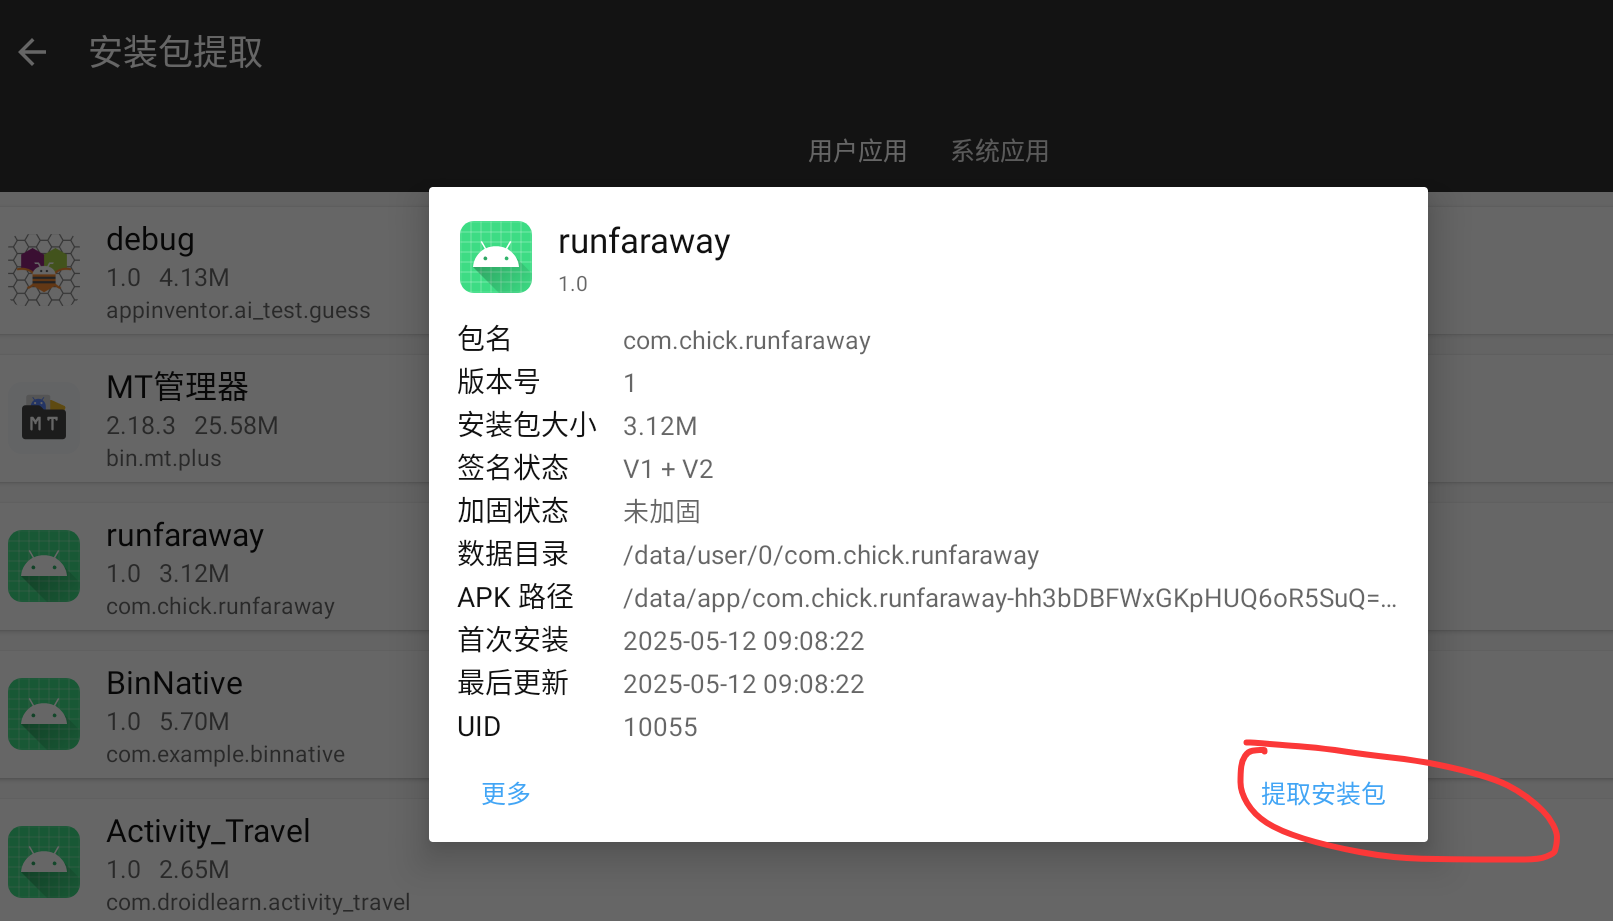 安装包提取
用户应用 系统应用
debug
1.0 4.13M
appinventor.ai_test.guess
MT
MT管理器
2.18.3 25.58M
bin.mt.plus
runfaraway
1.0 3.12M
com.chick.runfaraway
BinNative
1.0 5.70M
com.example.binnative
Activity_Travel
1.0 2.65M
com.droidlearn.activity_travel
runfaraway
1.0
包名 com.chick.runfaraway
版本号 1
安装包大小 3.12M
签名状态 V1 + V2
加固状态 未加固
数据目录 /data/user/0/com.chick.runfaraway
APK 路径 /data/app/com.chick.runfaraway-hh3bDBFWxGKpHUQ6oR5SuQ=...
首次安装 2025-05-12 09:08:22
最后更新 2025-05-12 09:08:22
UID 10055
更多 提取安装包